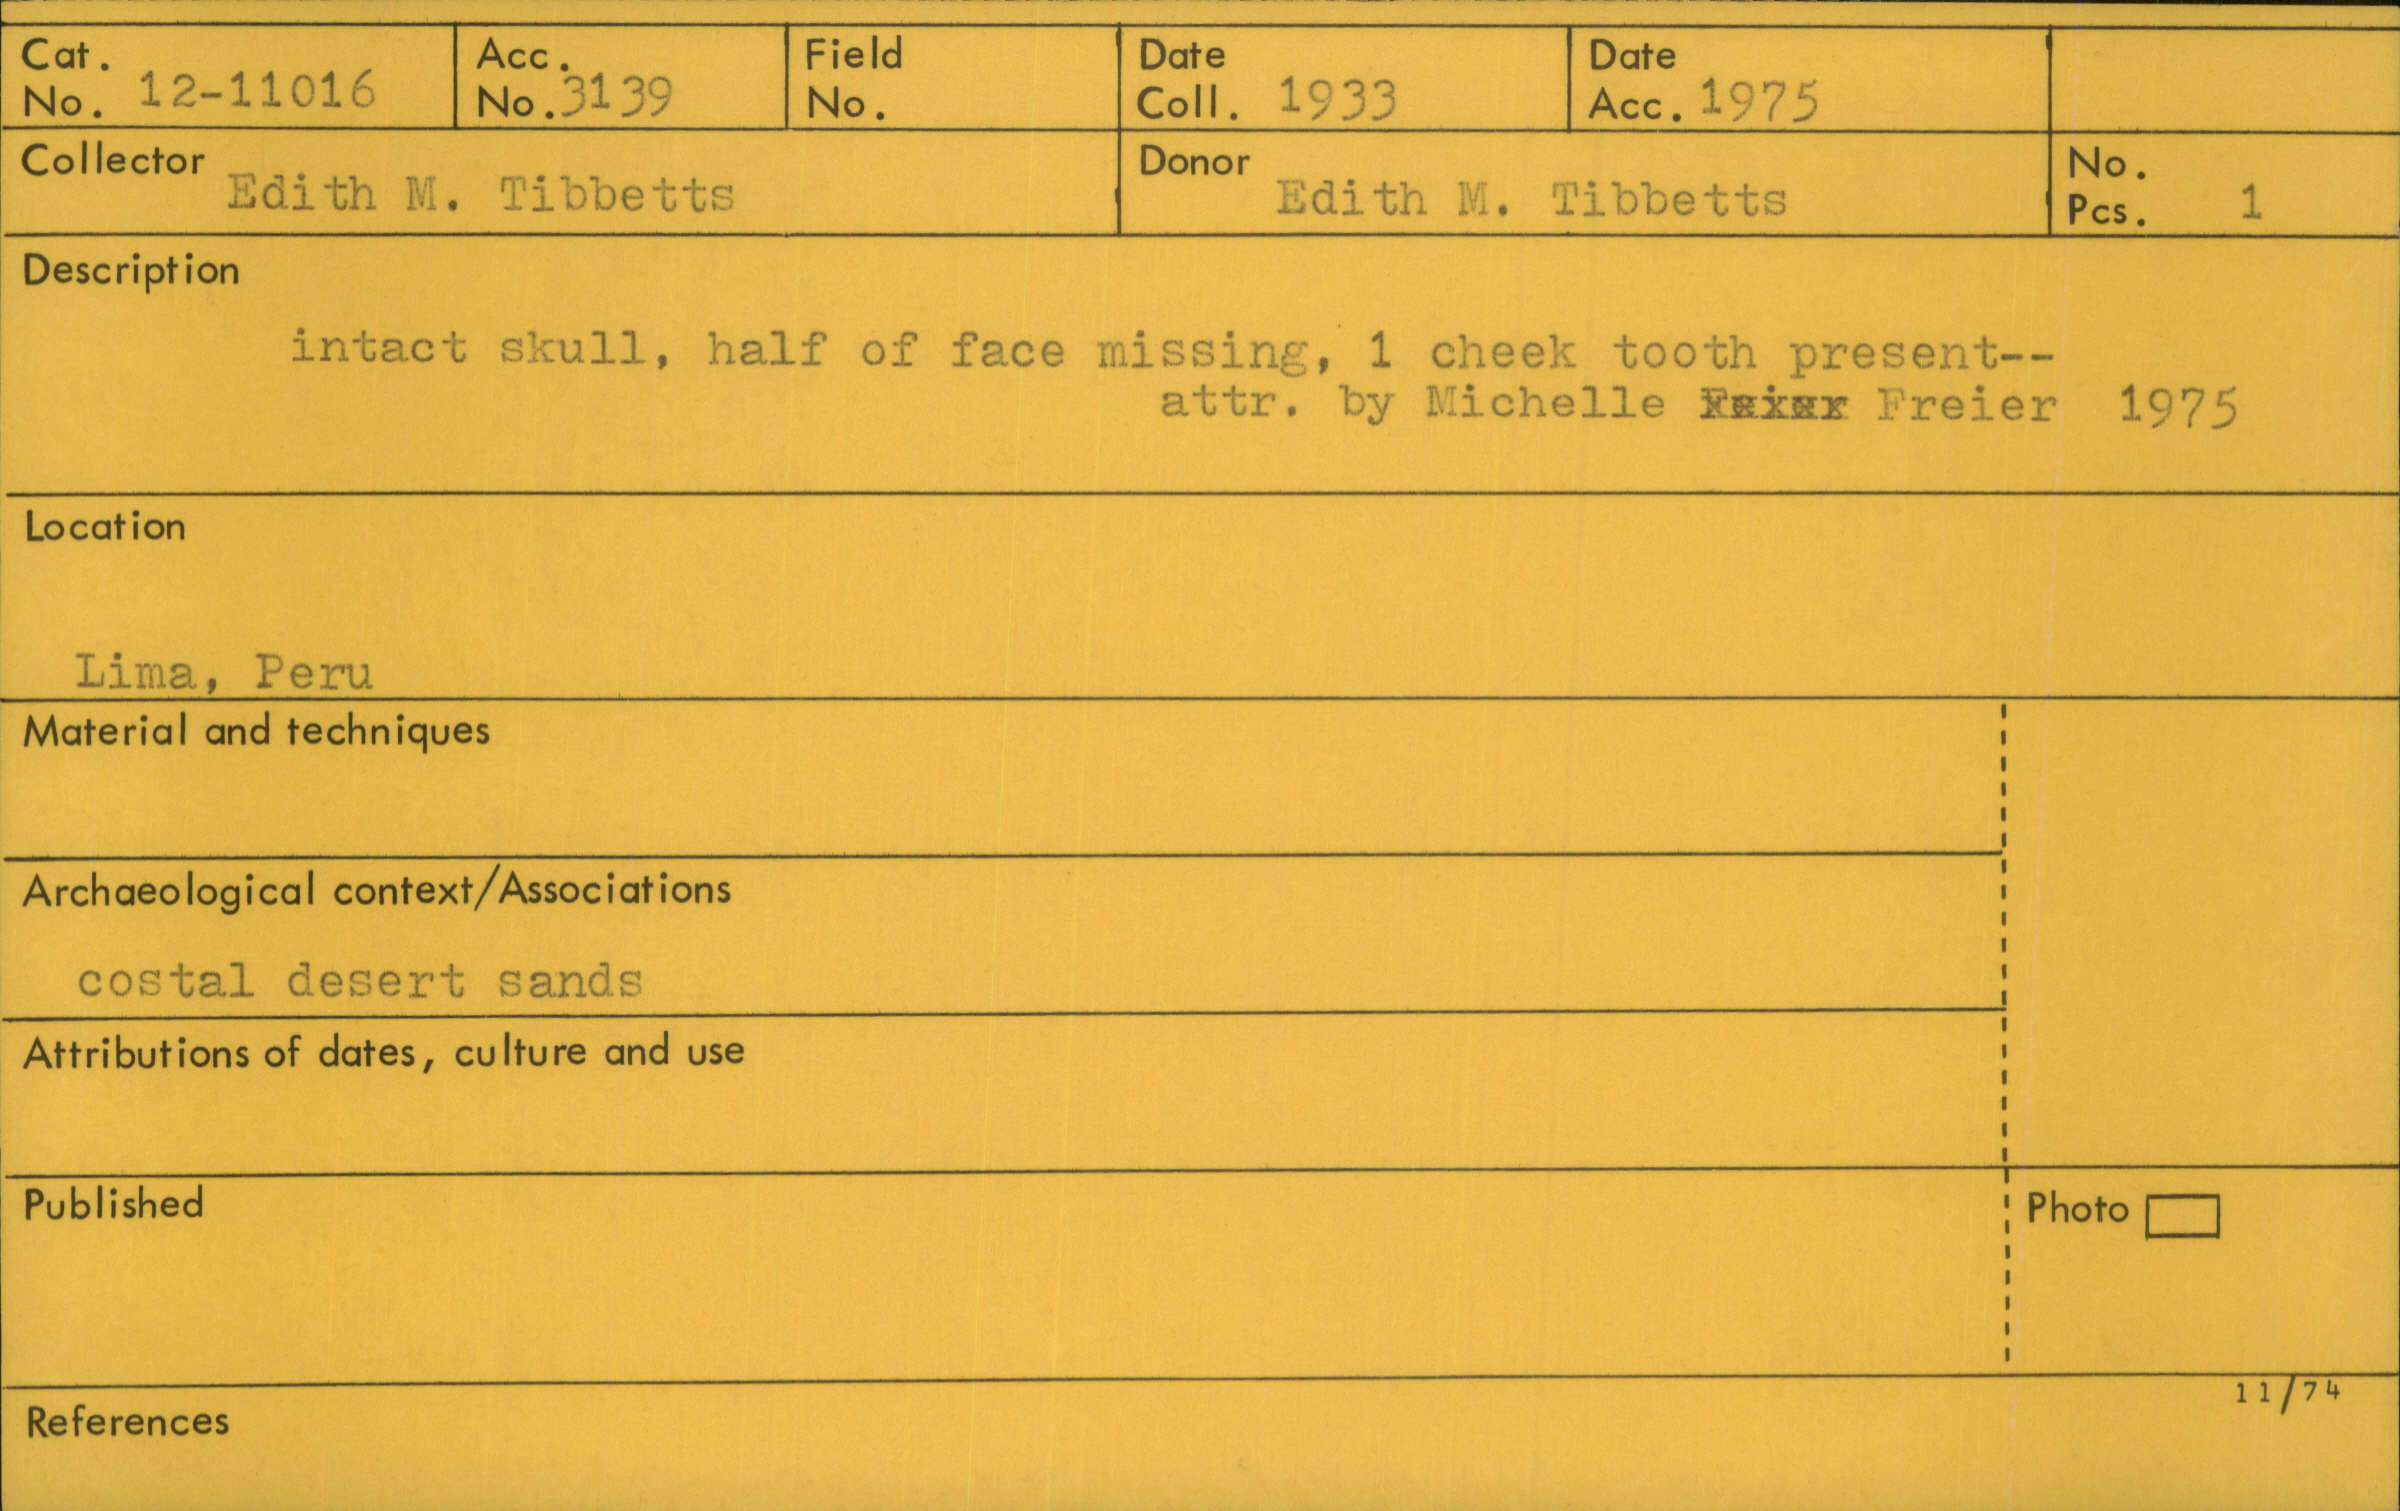 Cat. No. 12-11016
Acc. No. 3139
Field No.
Date Coll. 1933
Date Acc. 1975
Collector Edith M. Tibbetts
Donor Edith M. Tibbetts
No. Pcs. 1
Description
intact skull, half of face missing, 1 cheek tooth present--
attr. by Michelle Freier 1975
Location
Lima, Peru
Material and techniques
Archaeological context/Associations
costal desert sands
Attributions of dates, culture and use
Published
Photo
11/74
References